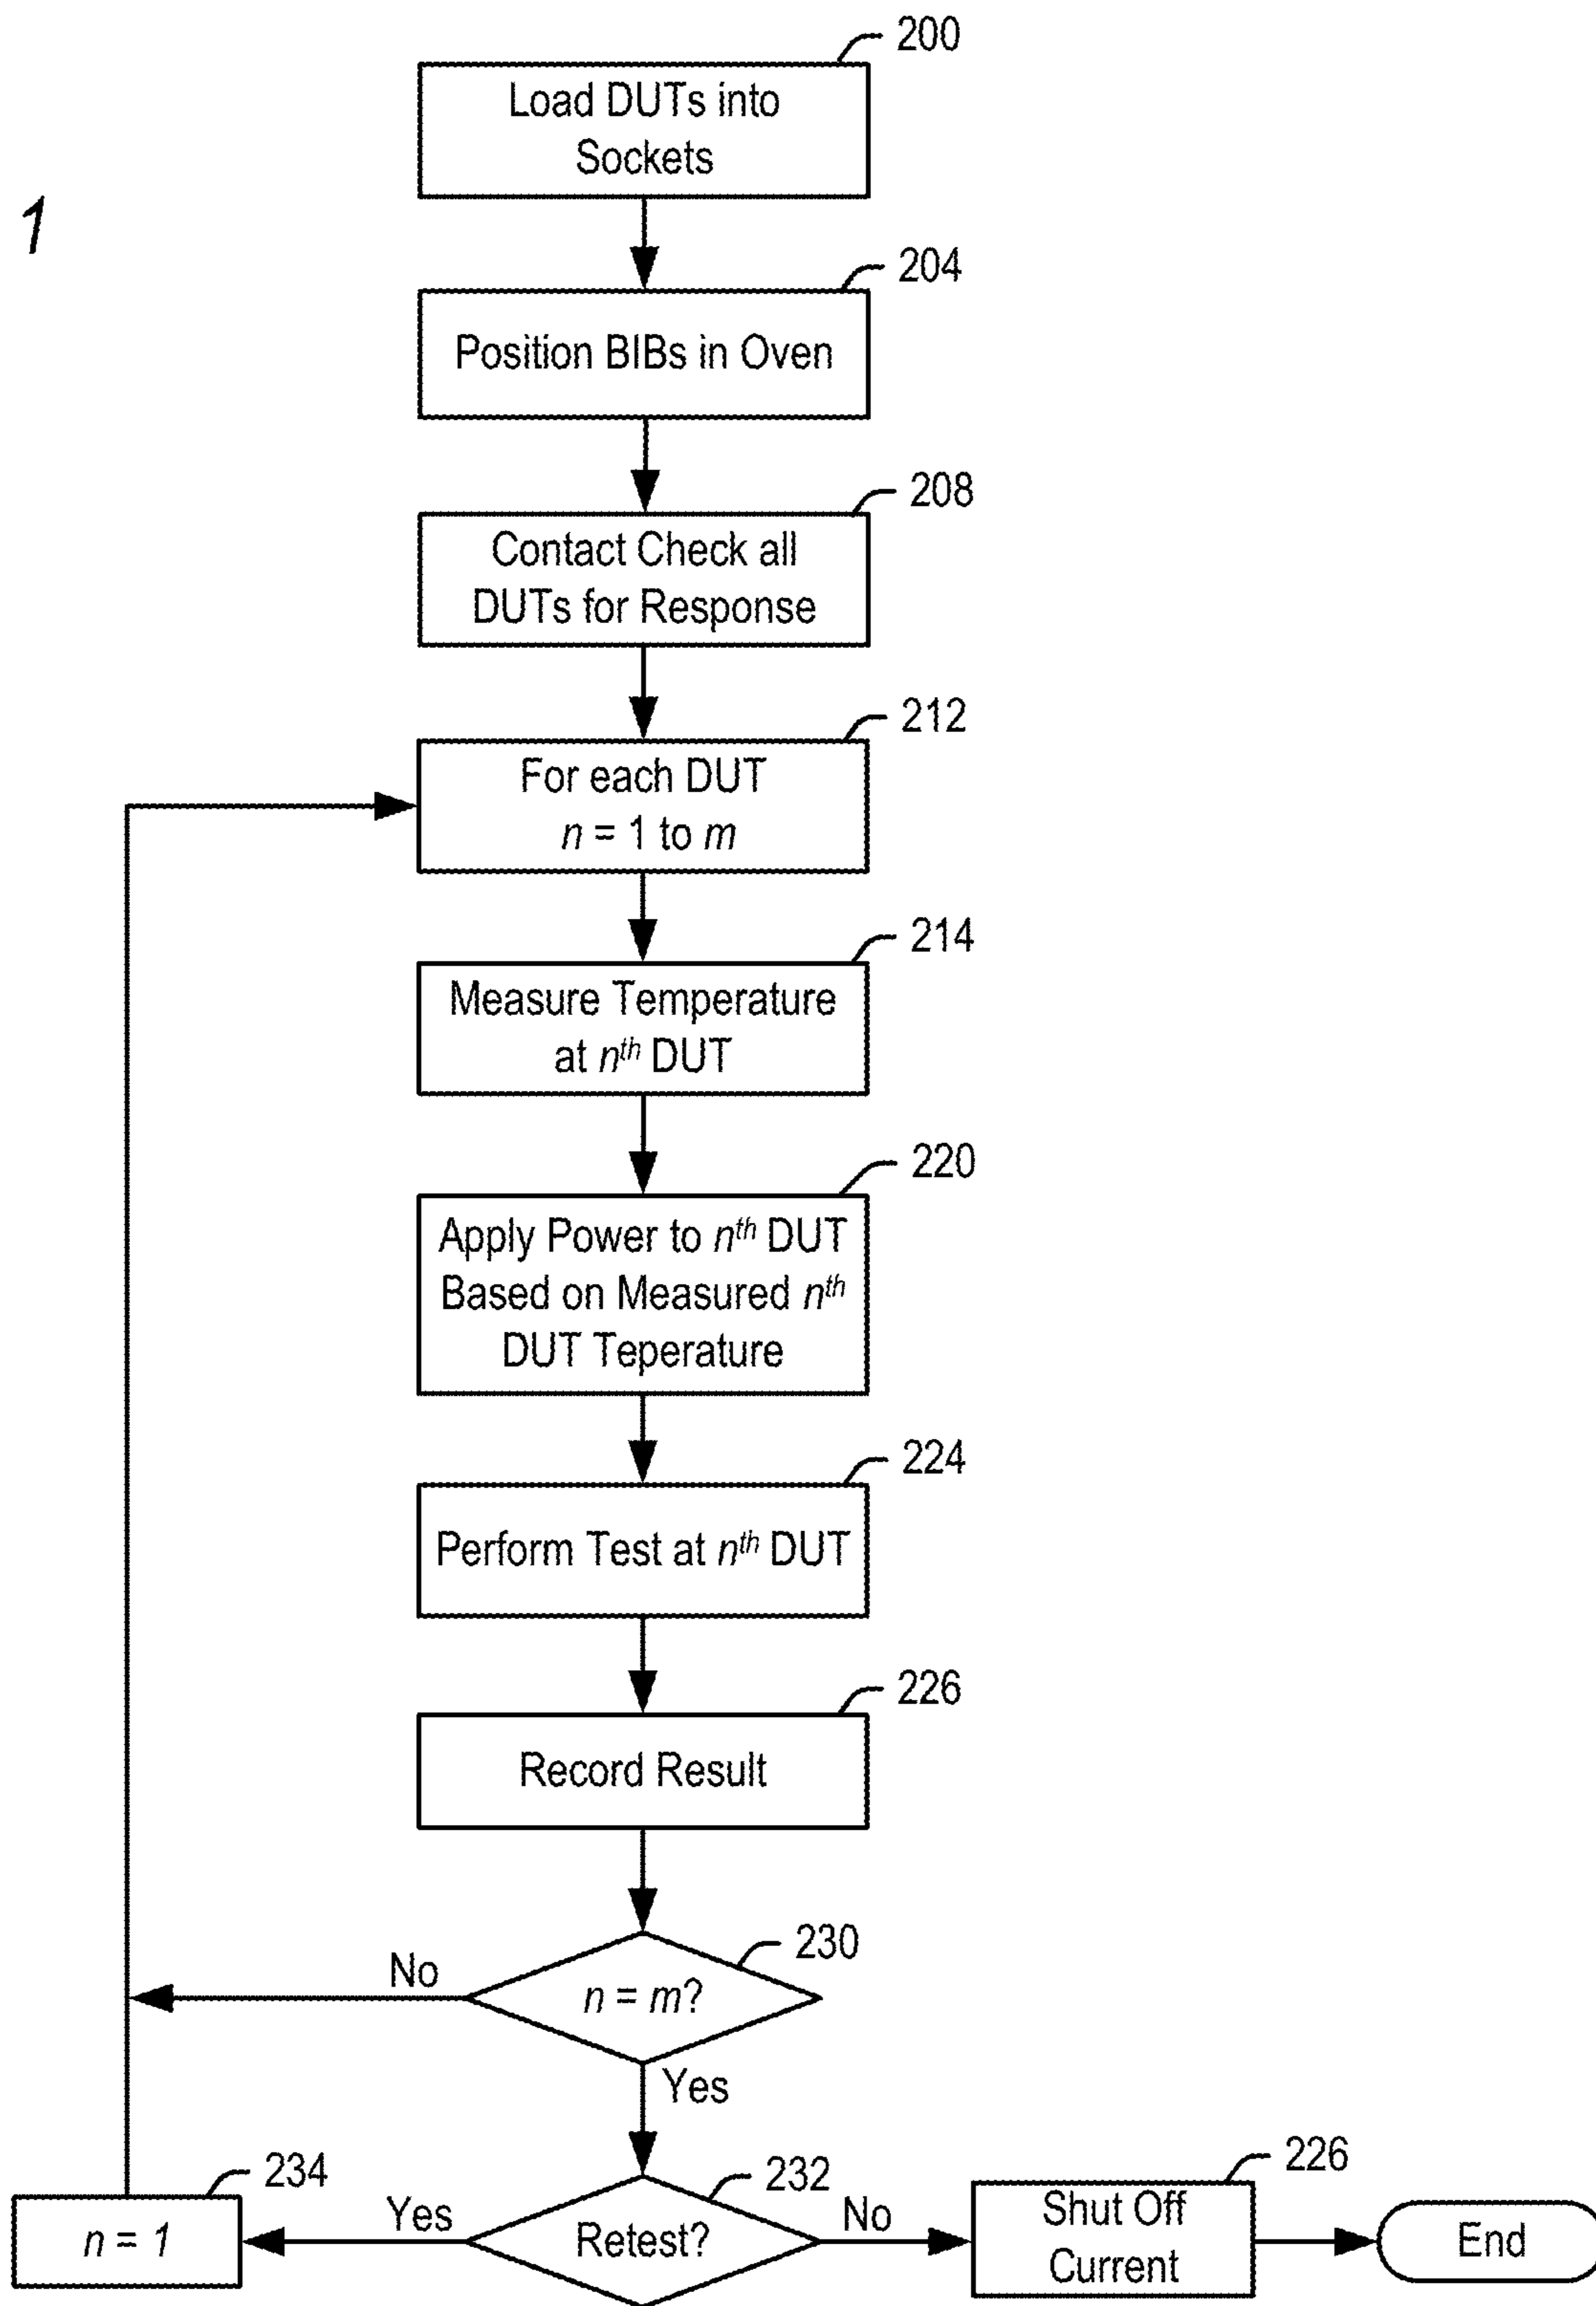 200
Load DUTs into
Sockets
1
204
Position BIBs in Oven
208
Contact Check all
DUTs for Response
212
For each DUT
n = 1 to m
214
Measure Temperature
at nth DUT
220
Apply Power to nth DUT
Based on Measured nth
DUT Teperature
224
Perform Test at nth DUT
226
Record Result
230
No
n = m?
Yes
234
n = 1
Yes
232
Retest?
No
226
Shut Off
Current
End